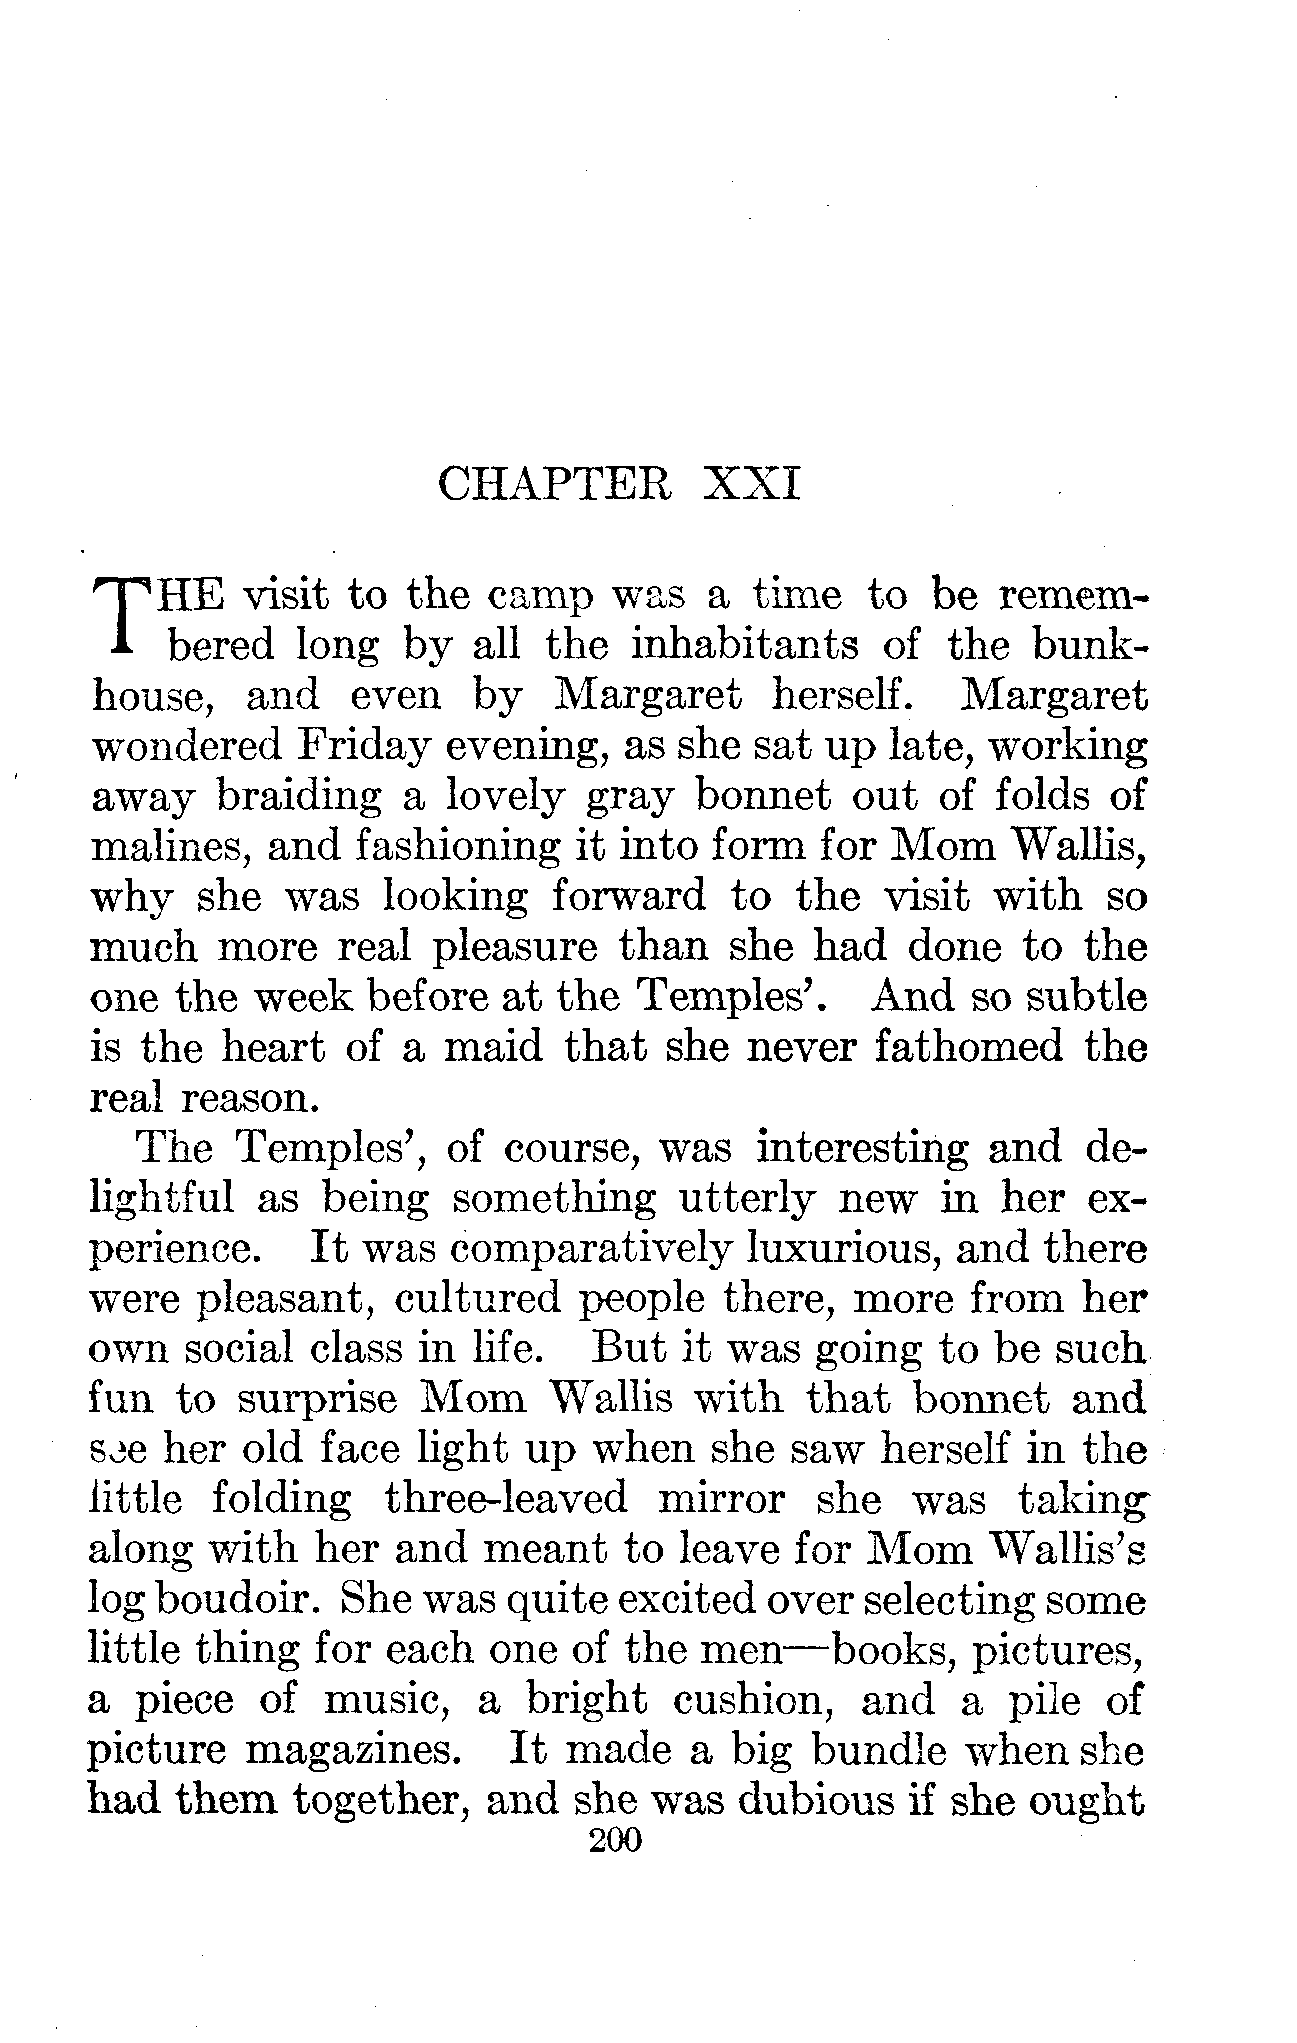 CHAPTER XXI
THE visit to the camp was a time to be remem-
bered long by all the inhabitants of the bunk-
house, and even by Margaret herself. Margaret
wondered Friday evening, as she sat up late, working
away braiding a lovely gray bonnet out of folds of
malines, and fashioning it into form for Mom Wallis,
why she was looking forward to the visit with so
much more real pleasure than she had done to the
one the week before at the Temples'. And so subtle
is the heart of a maid that she never fathomed the
real reason.
The Temples', of course, was interesting and de-
lightful as being something utterly new in her ex-
perience. It was comparatively luxurious, and there
were pleasant, cultured people there, more from her
own social class in life. But it was going to be such
fun to surprise Mom Wallis with that bonnet and
see her old face light up when she saw herself in the
little folding three-leaved mirror she was taking
along with her and meant to leave for Mom Wallis's
log boudoir. She was quite excited over selecting some
little thing for each one of the men—books, pictures,
a piece of music, a bright cushion, and a pile of
picture magazines. It made a big bundle when she
had them together, and she was dubious if she ought
200